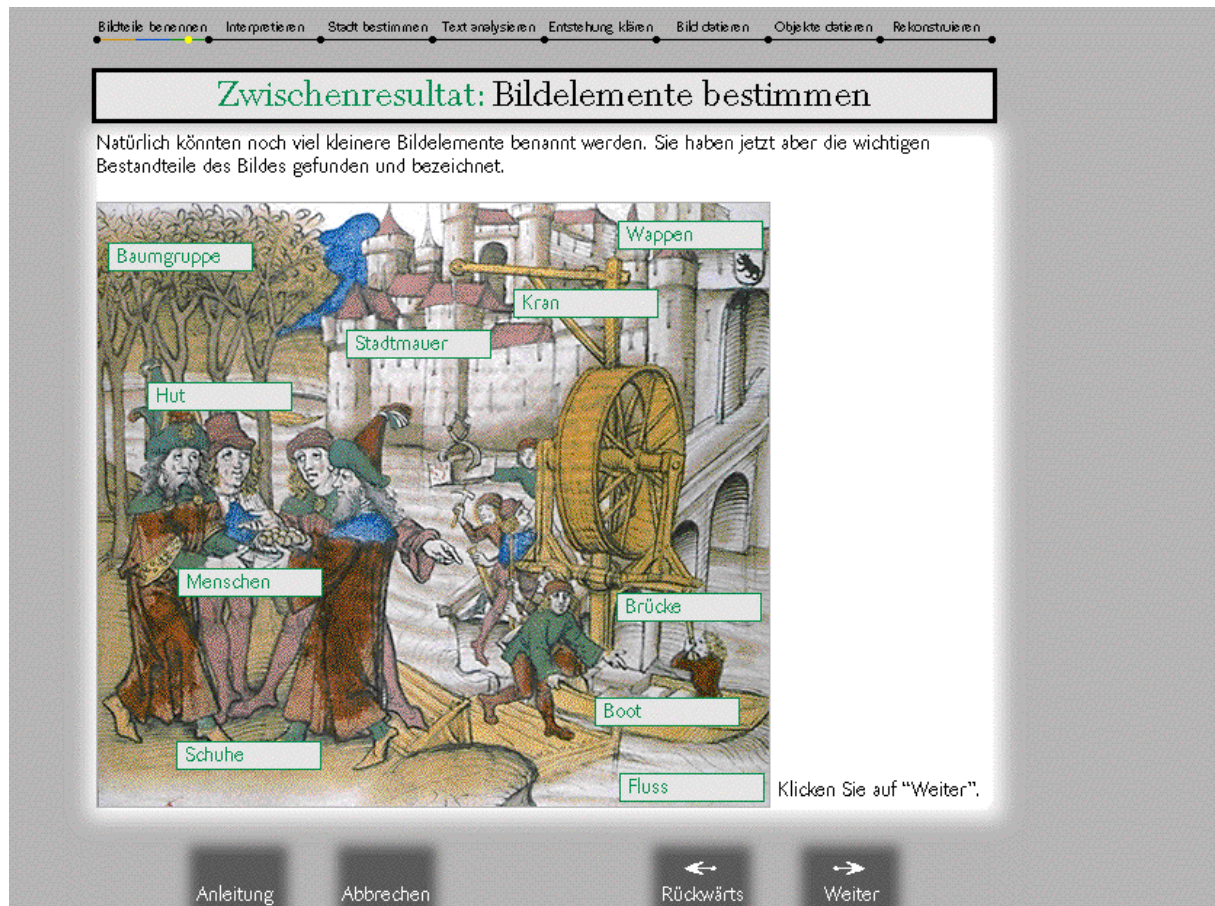 Bildteile benennen Interpretieren Stadt bestimmen Text analysieren Entstehung klären Bild datieren Objekte datieren Rekonstruieren
Zwischenresultat: Bildelemente bestimmen
Natürlich könnten noch viel kleinere Bildelemente benannt werden. Sie haben jetzt aber die wichtigen
Bestandteile des Bildes gefunden und bezeichnet.
Wappen
Baumgruppe
Kran
Stadtmauer
Hut
Menschen
Brücke
Boot
Schuhe
Fluss
Klicken Sie auf “Weiter”.
Anleitung
Abbrechen
Rückwärts
Weiter